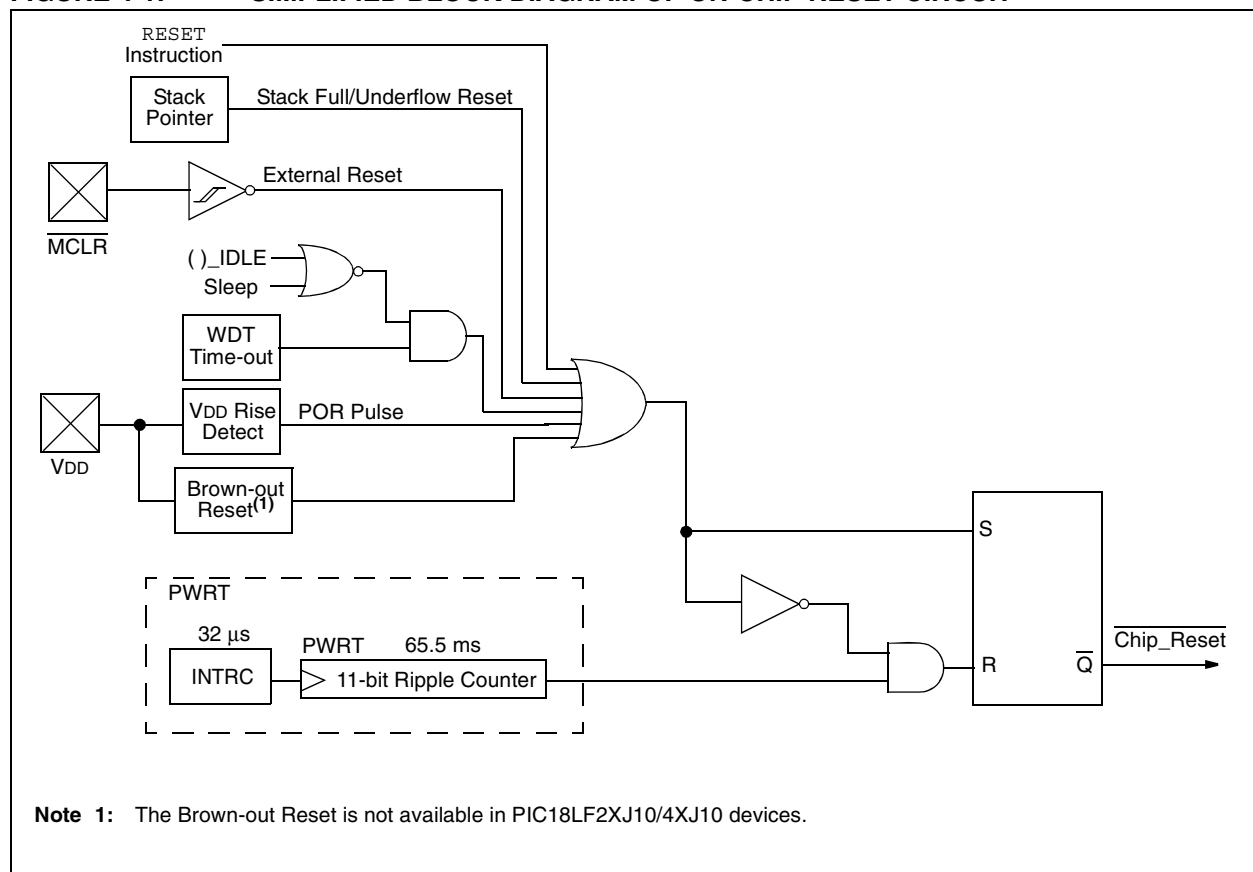 RESET
Instruction
Stack
Pointer
Stack Full/Underflow Reset
External Reset
MCLR
( )_IDLE
Sleep
WDT
Time-out
VDD Rise
Detect
POR Pulse
VDD
Brown-out
Reset(1)
S
PWRT
32 μs
PWRT 65.5 ms
INTRC
11-bit Ripple Counter
R
Q
Chip_Reset
Note 1: The Brown-out Reset is not available in PIC18LF2XJ10/4XJ10 devices.